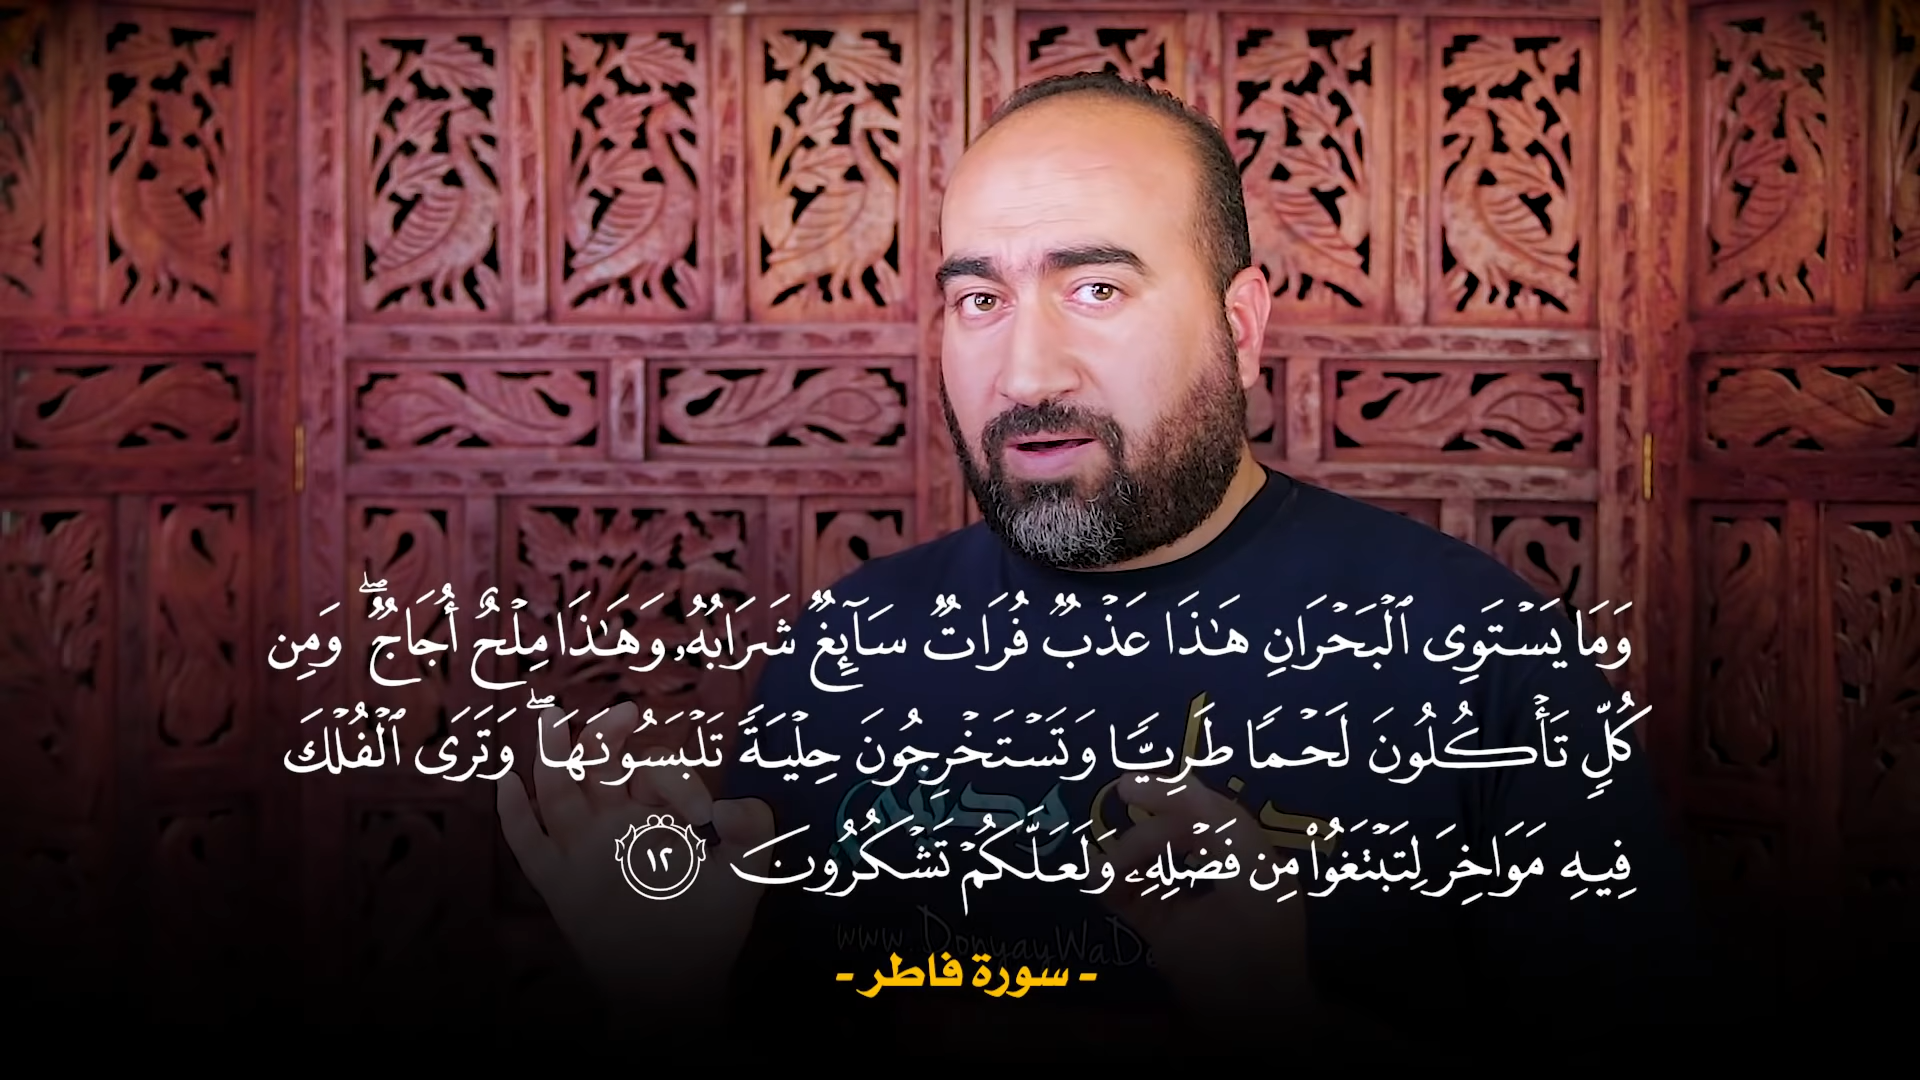 وَمَا يَسْتَوِى ٱلْبَحْرَانِ هَـٰذَا عَذْبٌ فُرَاتٌ سَآئِغٌ شَرَابُهُۥ وَهَـٰذَا مِلْحٌ أُجَاجٌ ۖ وَمِن
كُلٍّ تَأْكُلُونَ لَحْمًا طَرِيًّا وَتَسْتَخْرِجُونَ حِلْيَةً تَلْبَسُونَهَا ۖ وَتَرَى ٱلْفُلْكَ
فِيهِ مَوَاخِرَ لِتَبْتَغُوا۟ مِن فَضْلِهِۦ وَلَعَلَّكُمْ تَشْكُرُونَ ١٢
- سورة فاطر -